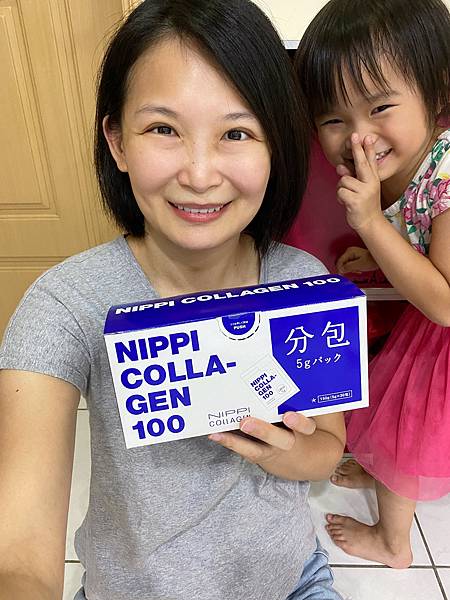 NIPPI COLLAGEN 100
NIPPI
COLLA-
GEN
100
PUSH
分包
5gパック
NIPPI
COLLA-
GEN
100
NIPPI
COLLAGEN